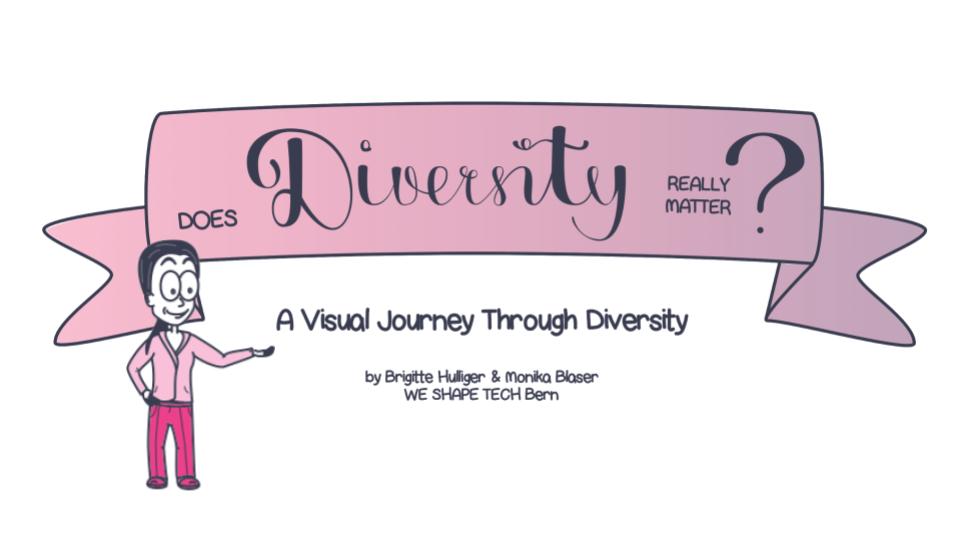 DOES Diversity REALLY MATTER ?
A Visual Journey Through Diversity
by Brigitte Hulliger & Monika Blaser
WE SHAPE TECH Bern